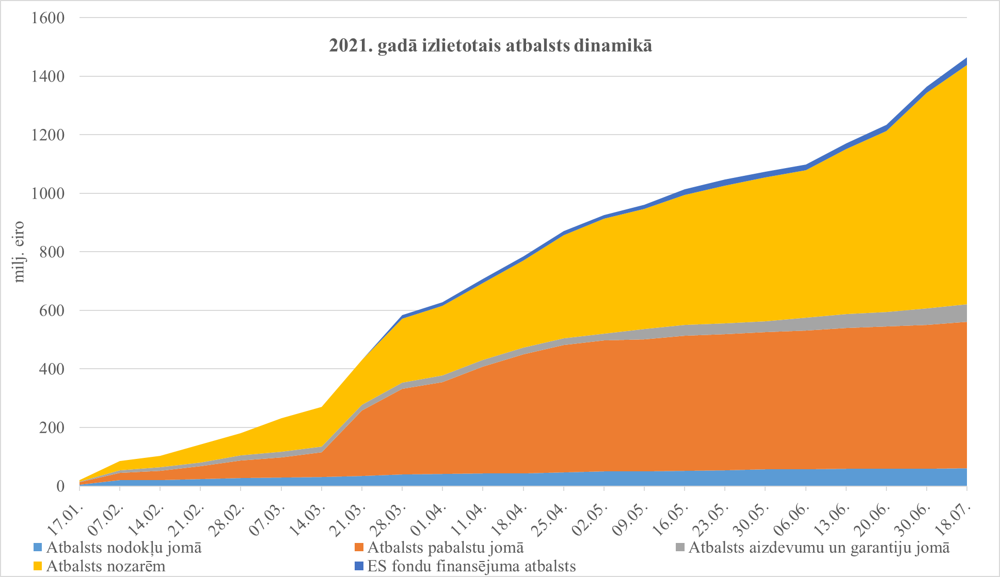 2021. gadā izlietotais atbalsts dinamikā
milj. eiro
1600
1400
1200
1000
800
600
400
200
0
17.01. 07.02. 14.02. 21.02. 28.02. 07.03. 14.03. 21.03. 28.03. 01.04. 11.04. 18.04. 25.04. 02.05. 09.05. 16.05. 23.05. 30.05. 06.06. 13.06. 20.06. 30.06. 18.07.
Atbalsts nodokļu jomā Atbalsts pabalstu jomā Atbalsts aizdevumu un garantiju jomā
Atbalsts nozarēm ES fondu finansējuma atbalsts